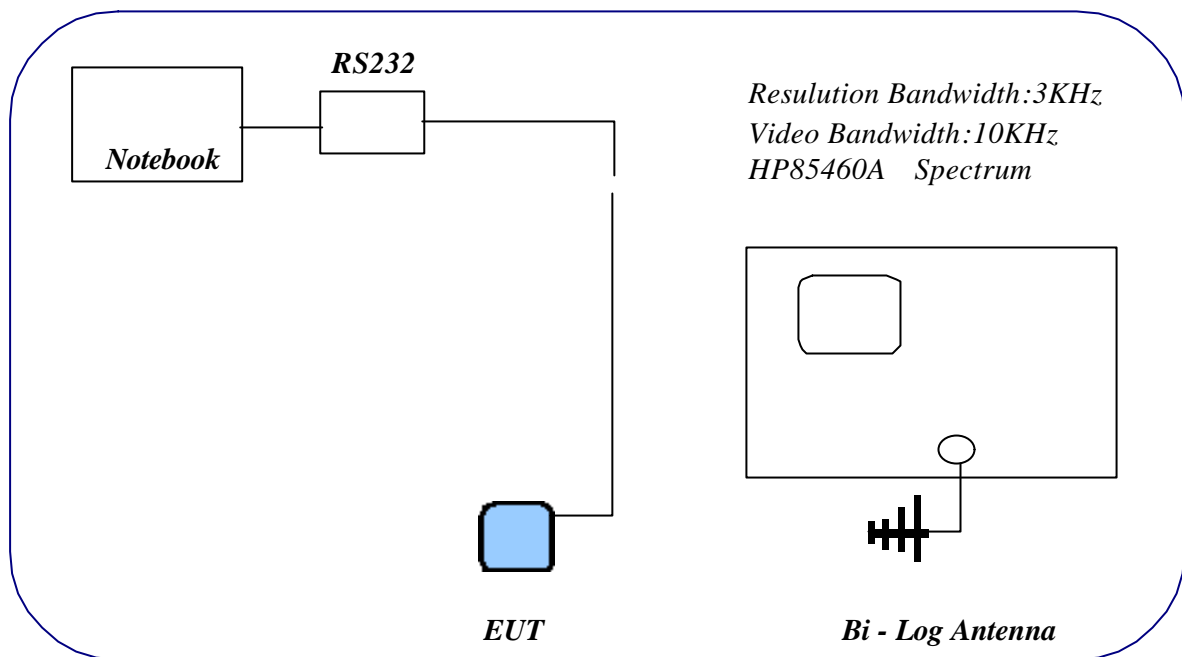 RS232
Notebook
Resulution Bandwidth:3KHz
Video Bandwidth:10KHz
HP85460A Spectrum
EUT
Bi - Log Antenna